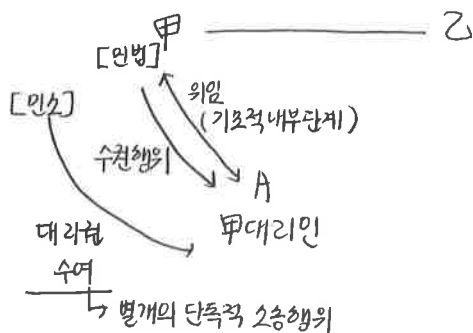 甲 乙
[민법]
[민소]
위임
(기초적내부단계)
수권행위
A
甲대리인
대리권
수여
별개의 단독적 소송행위